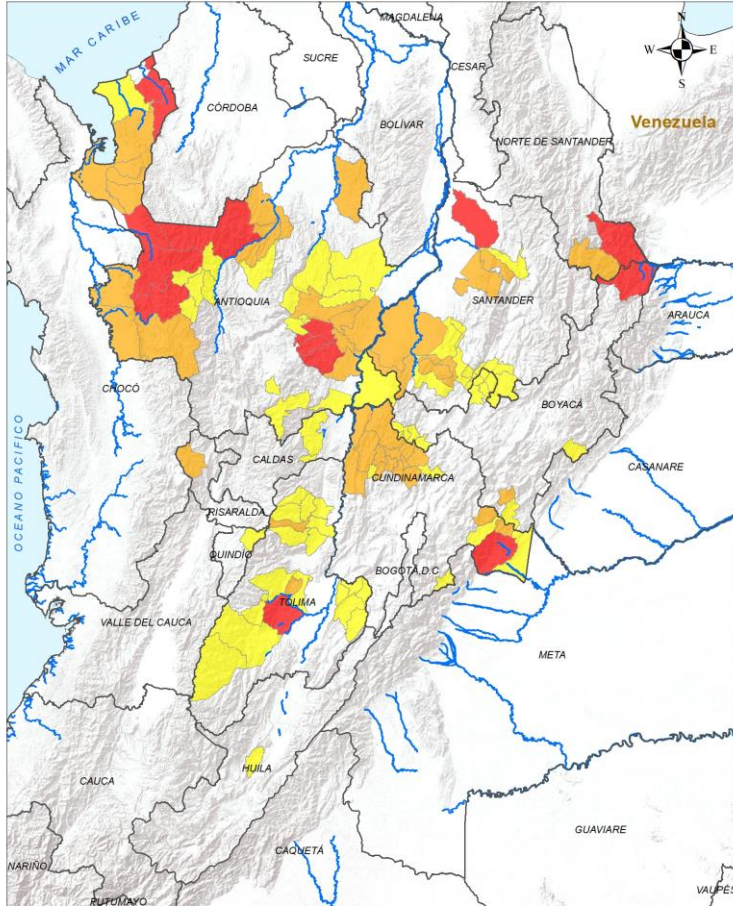 MAGDALENA
N
MAR CARIBE
W
E
SUCRE
CESAR
S
CÓRDOBA
BOLÍVAR
Venezuela
NORTE DE SANTANDER
ANTIOQUIA
SANTANDER
ARAUCA
CHOCÓ
BOYACÁ
OCEANO PACIFICO
CALDAS
CUNDINAMARCA
CASANARE
RISARALDA
QUINDÍO
BOGOTÁ, D.C
TOLIMA
VALLE DEL CAUCA
META
HUILA
CAUCA
GUAVIARE
CAQUETÁ
NARIÑO
PUTUMAYO
VAUPÉS